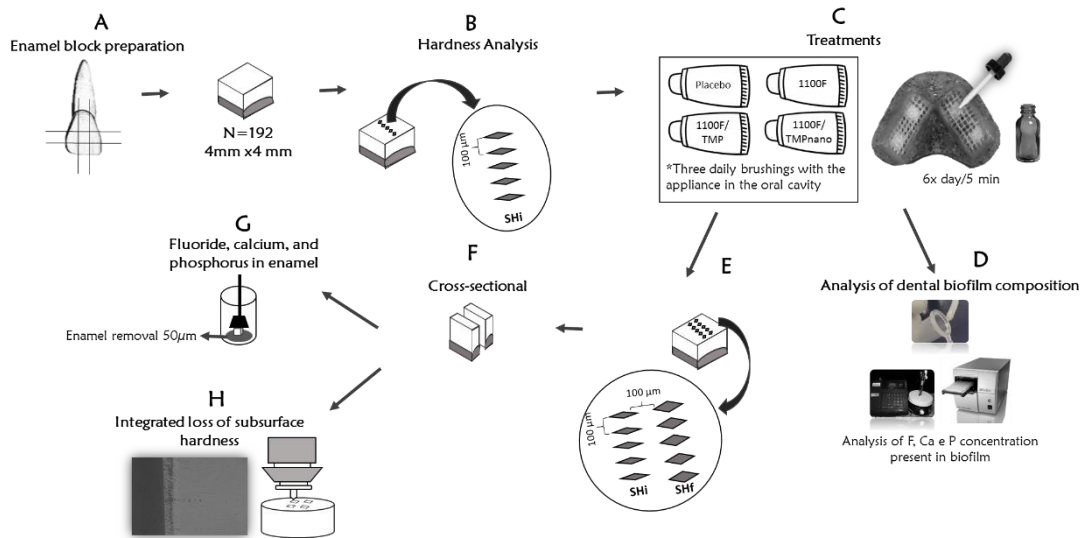 A
Enamel block preparation
N=192
4mm x4 mm
B
Hardness Analysis
100 µm
SHi
C
Treatments
Placebo
1100F
1100F/
TMP
1100F/
TMPnano
*Three daily brushings with the
appliance in the oral cavity
6x day/5 min
D
Analysis of dental biofilm composition
Analysis of F, Ca e P concentration
present in biofilm
E
100 µm
100 µm
SHi
SHf
F
Cross-sectional
G
Fluoride, calcium, and
phosphorus in enamel
Enamel removal 50µm
H
Integrated loss of subsurface
hardness